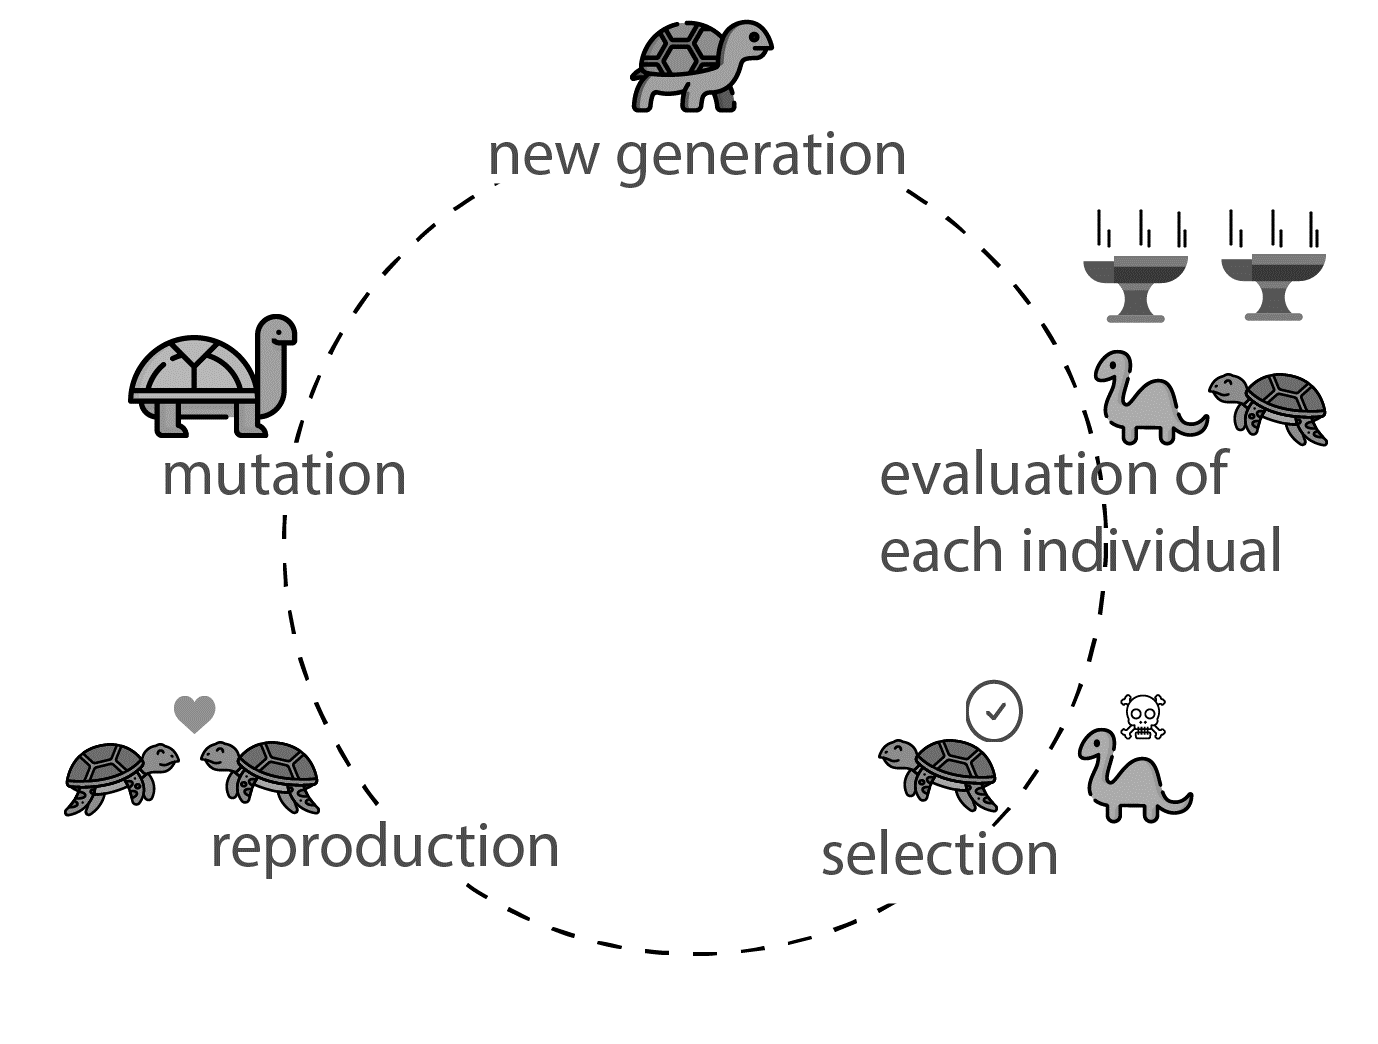 new generation
mutation
evaluation of
each individual
reproduction
selection